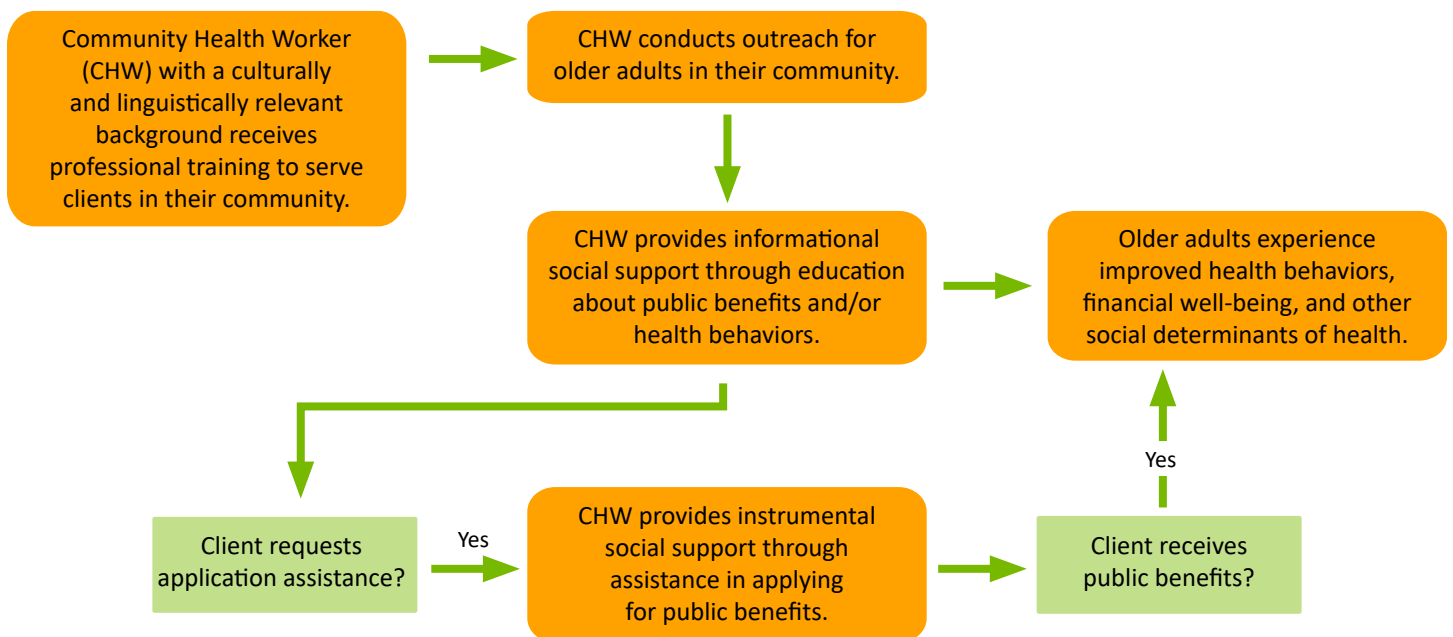 Community Health Worker
(CHW) with a culturally
and linguistically relevant
background receives
professional training to serve
clients in their community.
CHW conducts outreach for
older adults in their community.
CHW provides informational
social support through education
about public benefits and/or
health behaviors.
Older adults experience
improved health behaviors,
financial well-being, and other
social determinants of health.
Client requests
application assistance?
Yes
CHW provides instrumental
social support through
assistance in applying
for public benefits.
Client receives
public benefits?
Yes